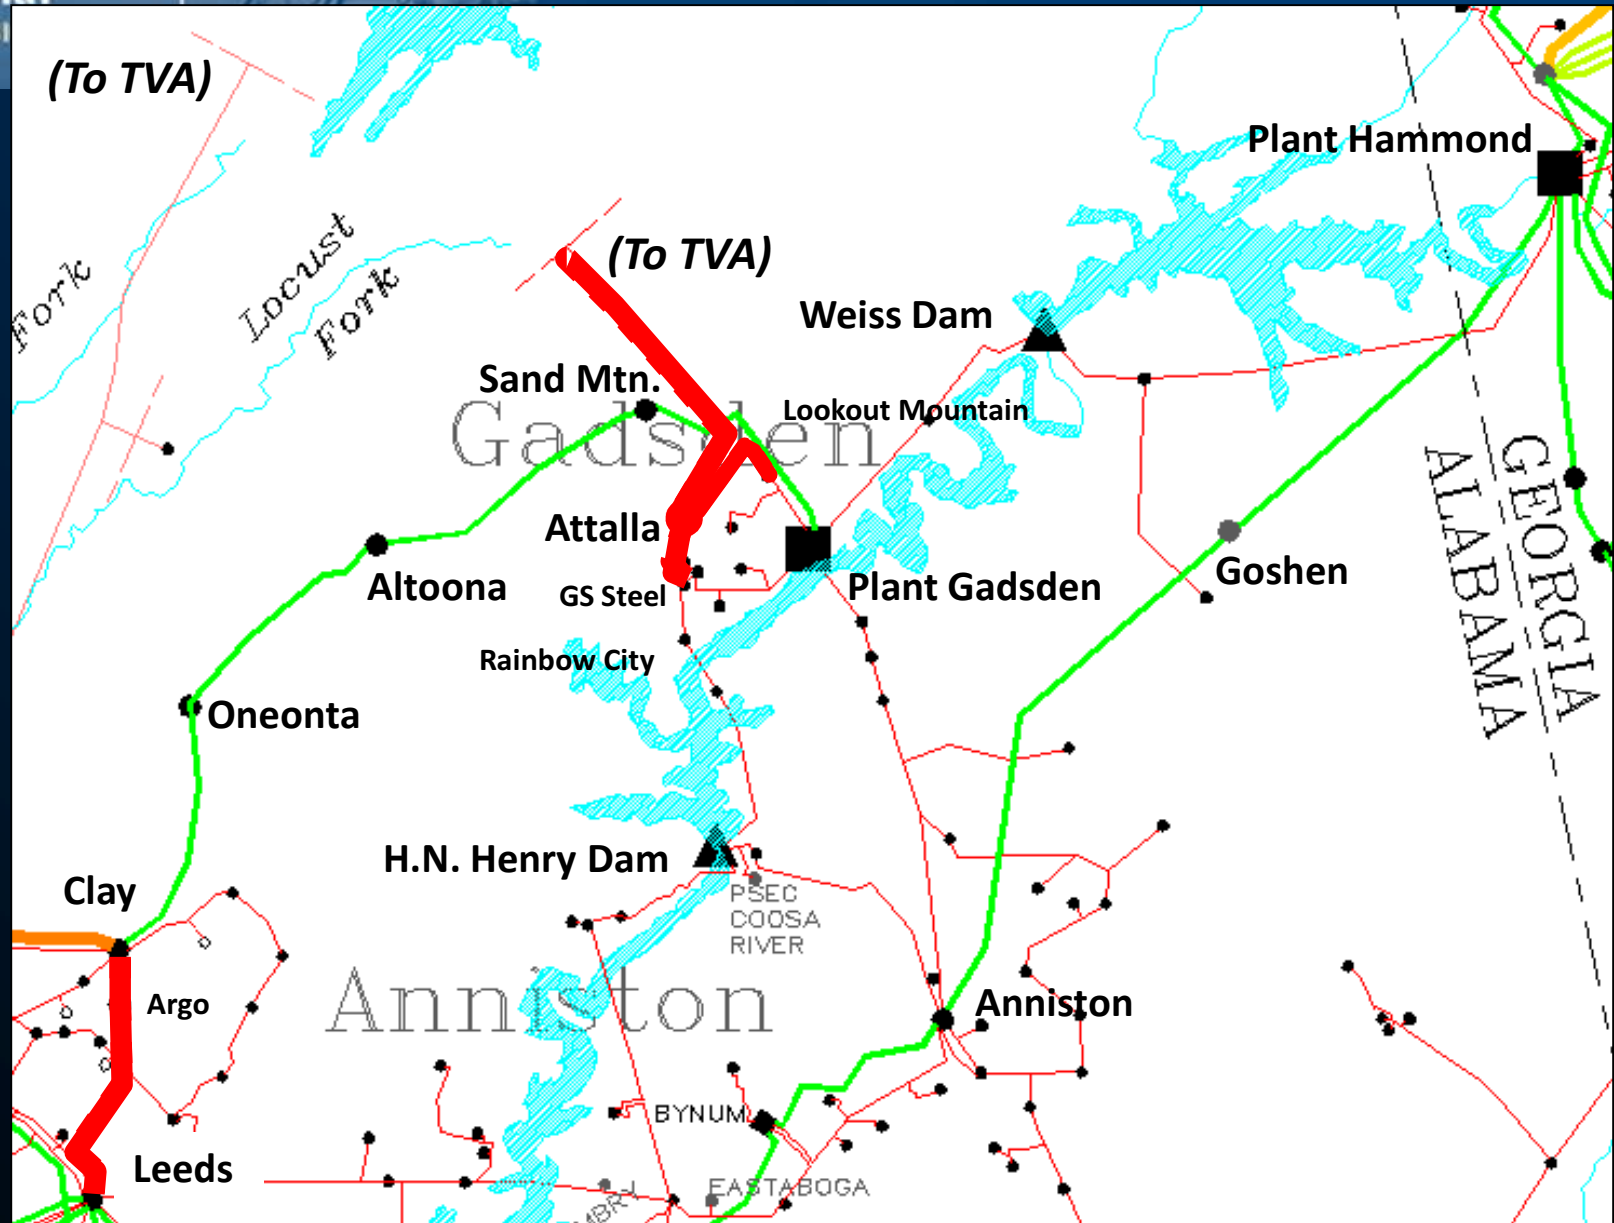 (To TVA)
Plant Hammond
Locust
Fork
Fork
(To TVA)
Weiss Dam
Sand Mtn.
Lookout Mountain
Gadsden
GEORGIA
ALABAMA
Attalla
Altoona
GS Steel
Plant Gadsden
Goshen
Rainbow City
Oneonta
H.N. Henry Dam
Clay
PSEC
COOSA
RIVER
Argo
Anniston
Anniston
BYNUM
Leeds
EASTABOGA